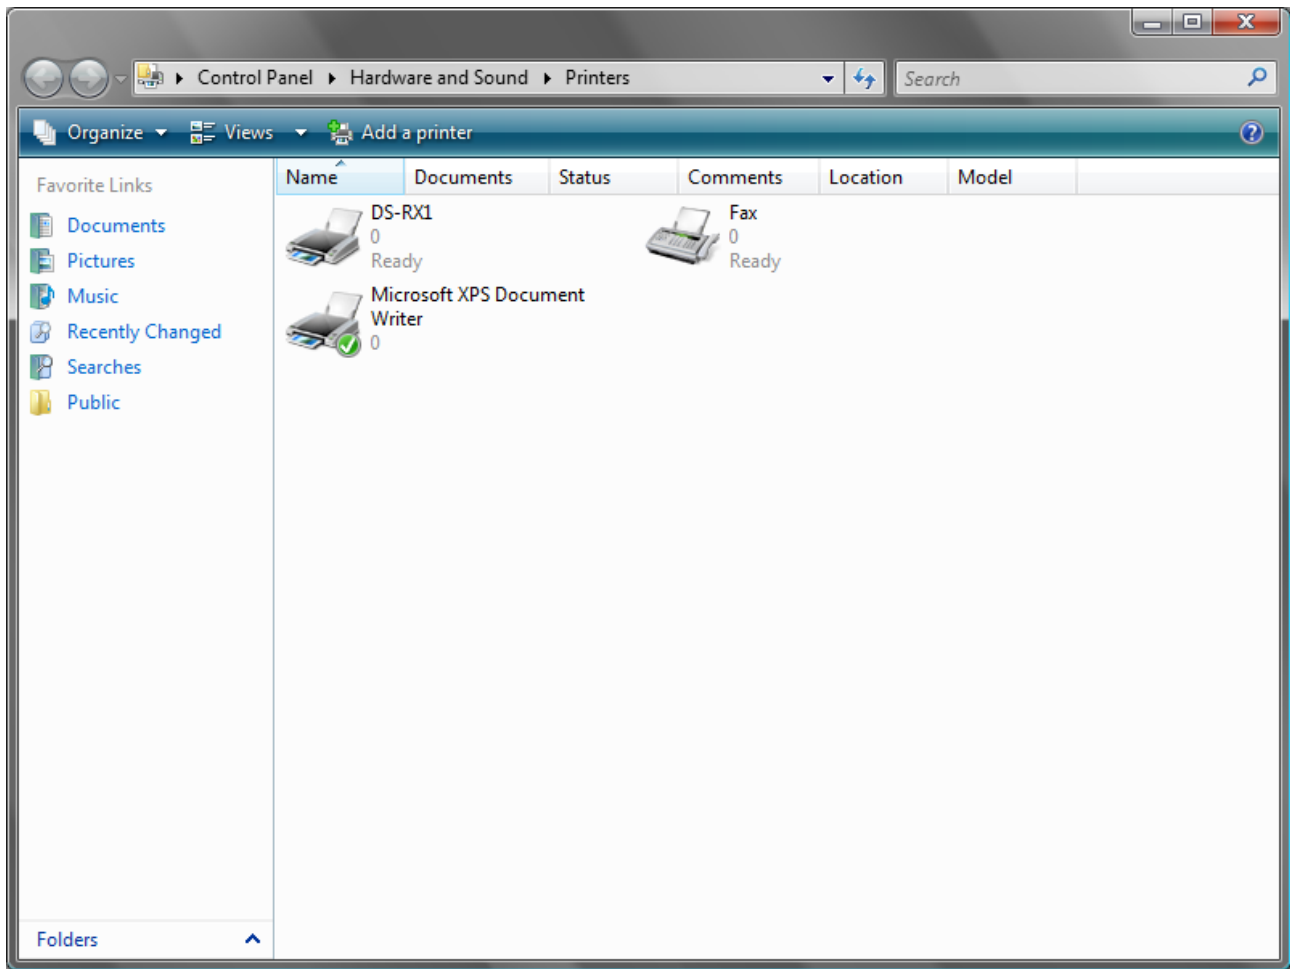 Control Panel Hardware and Sound Printers Search
Organize Views Add a printer
Favorite Links
Documents
Pictures
Music
Recently Changed
Searches
Public
Folders
Name Documents Status Comments Location Model
DS-RX1
0
Ready
Fax
0
Ready
Microsoft XPS Document
Writer
0